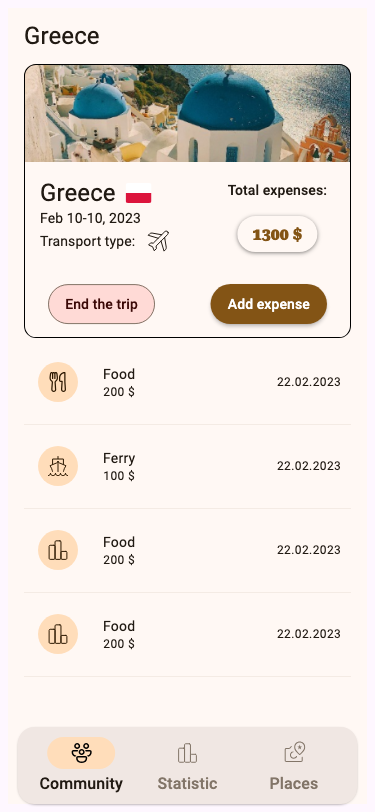 Greece
Greece
Total expenses:
Feb 10-10, 2023
1300 $
Transport type:
End the trip
Add expense
Food
200 $
22.02.2023
Ferry
100 $
22.02.2023
Food
200 $
22.02.2023
Food
200 $
22.02.2023
Community
Statistic
Places